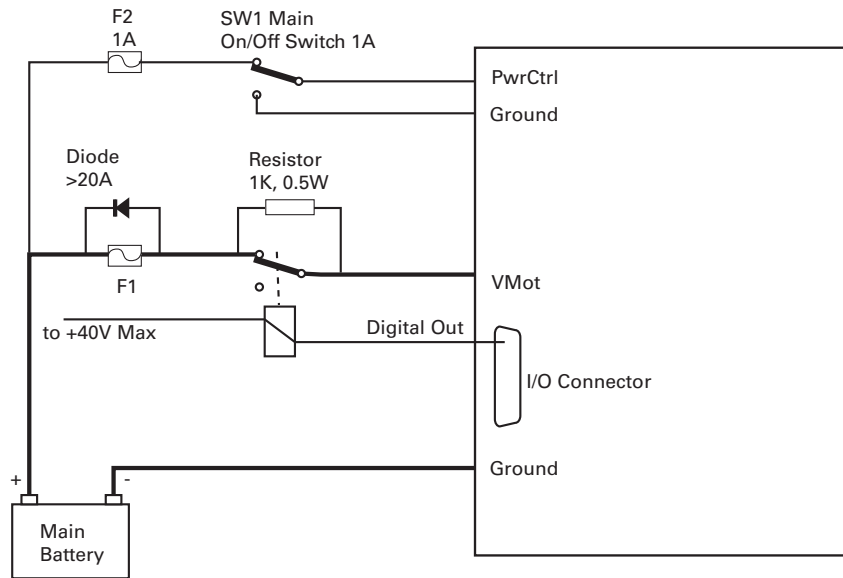 F2
1A
SW1 Main
On/Off Switch 1A
PwrCtrl
Ground
Diode
>20A
Resistor
1K, 0.5W
F1
VMot
to +40V Max
Digital Out
I/O Connector
Ground
+
-
Main
Battery